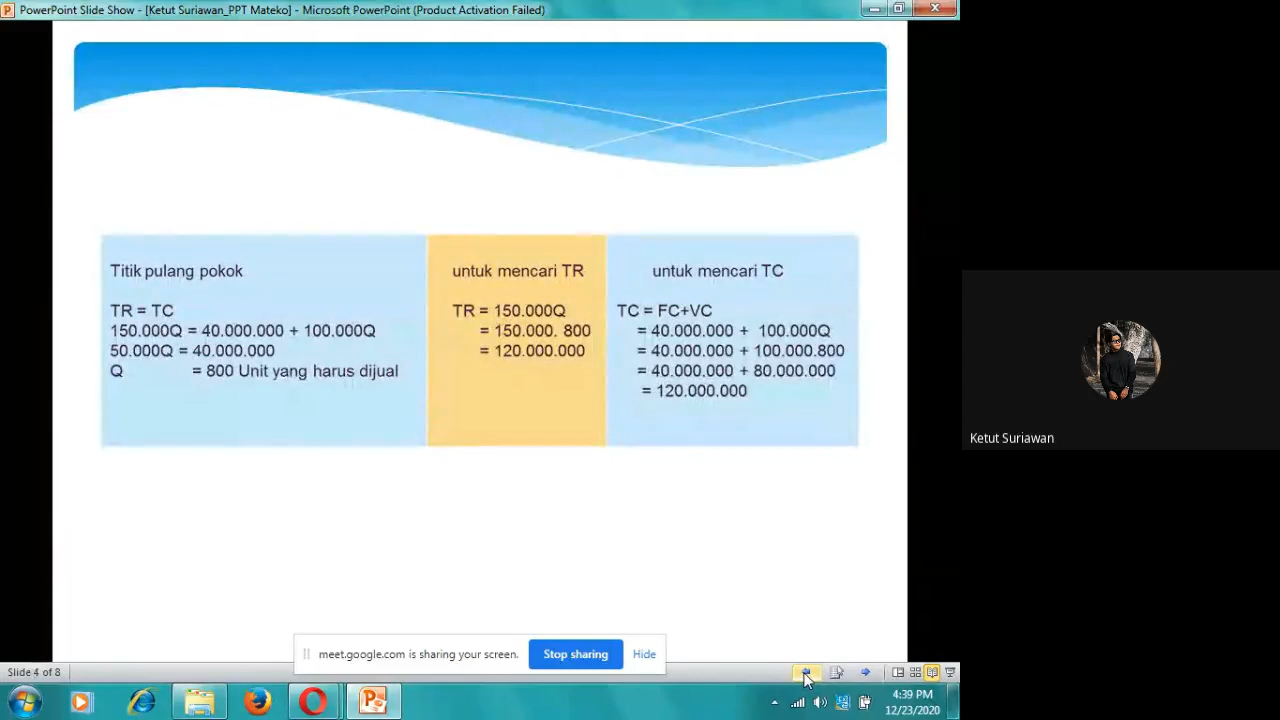 PowerPoint Slide Show - [Ketut Suriawan_PPT Mateko] - Microsoft PowerPoint (Product Activation Failed)
Titik pulang pokok
TR = TC
150.000Q = 40.000.000 + 100.000Q
50.000Q = 40.000.000
Q = 800 Unit yang harus dijual
untuk mencari TR
TR = 150.000Q
= 150.000. 800
= 120.000.000
untuk mencari TC
TC = FC+VC
= 40.000.000 + 100.000Q
= 40.000.000 + 100.000.800
= 40.000.000 + 80.000.000
= 120.000.000
Ketut Suriawan
meet.google.com is sharing your screen.
Stop sharing
Hide
Slide 4 of 8
4:39 PM
12/23/2020